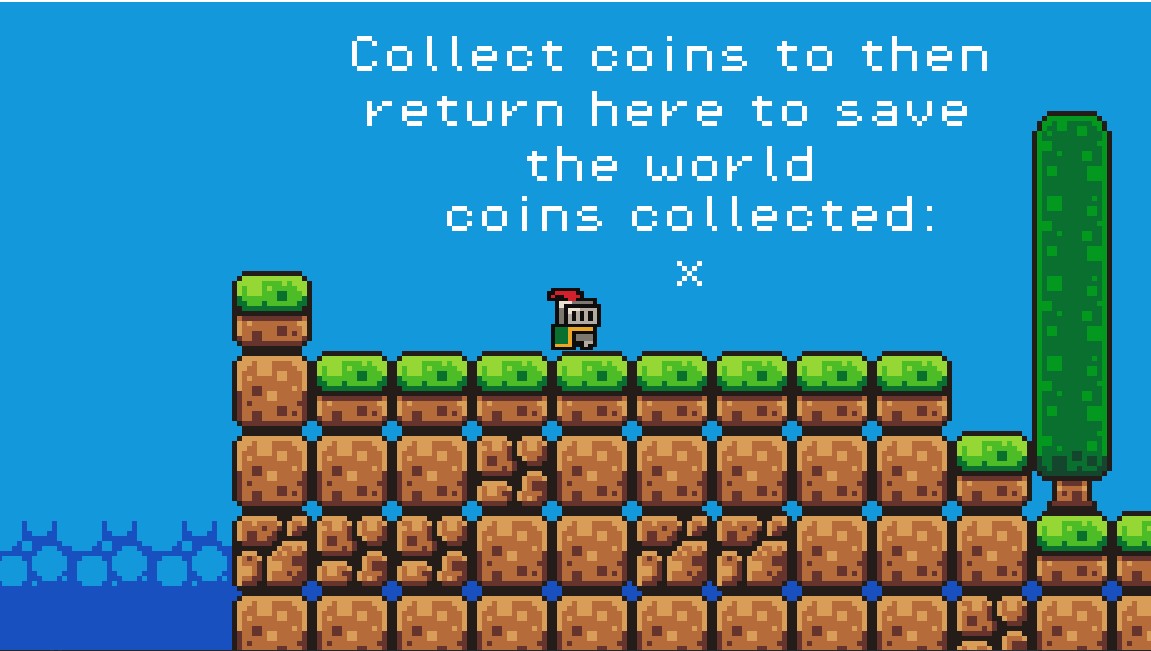 Collect coins to then
return here to save
the world
coins collected:
x